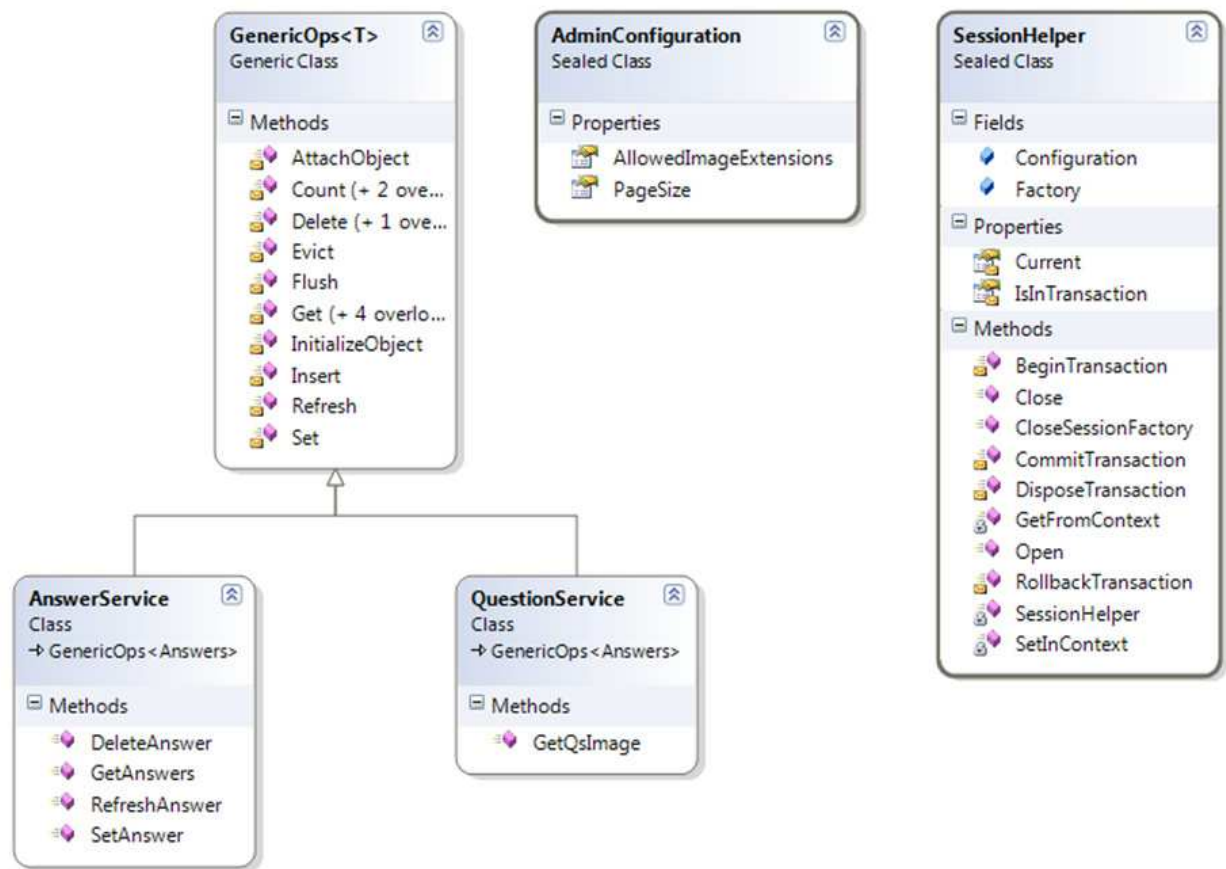 GenericOps<T>
Generic Class
Methods
AttachObject
Count (+ 2 ove...
Delete (+ 1 ove...
Evict
Flush
Get (+ 4 overlo...
InitializeObject
Insert
Refresh
Set
AdminConfiguration
Sealed Class
Properties
AllowedImageExtensions
PageSize
SessionHelper
Sealed Class
Fields
Configuration
Factory
Properties
Current
IsInTransaction
Methods
BeginTransaction
Close
CloseSessionFactory
CommitTransaction
DisposeTransaction
GetFromContext
Open
RollbackTransaction
SessionHelper
SetInContext
AnswerService
Class
GenericOps<Answers>
Methods
DeleteAnswer
GetAnswers
RefreshAnswer
SetAnswer
QuestionService
Class
GenericOps<Answers>
Methods
GetQsImage